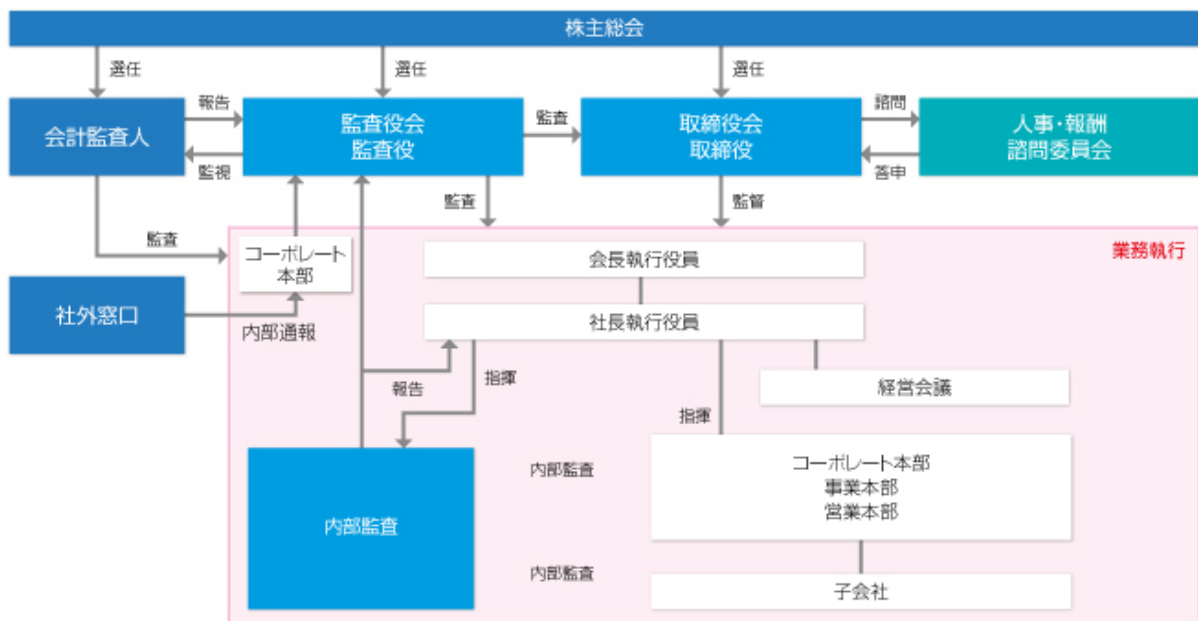 株主総会
選任
選任
選任
会計監査人
報告
監視
監査役会
監査役
監査
取締役会
取締役
諮問
答申
人事・報酬
諮問委員会
監査
監査
監督
業務執行
コーポレート
本部
会長執行役員
社外窓口
内部通報
社長執行役員
報告
指揮
指揮
経営会議
内部監査
内部監査
コーポレート本部
事業本部
営業本部
内部監査
子会社